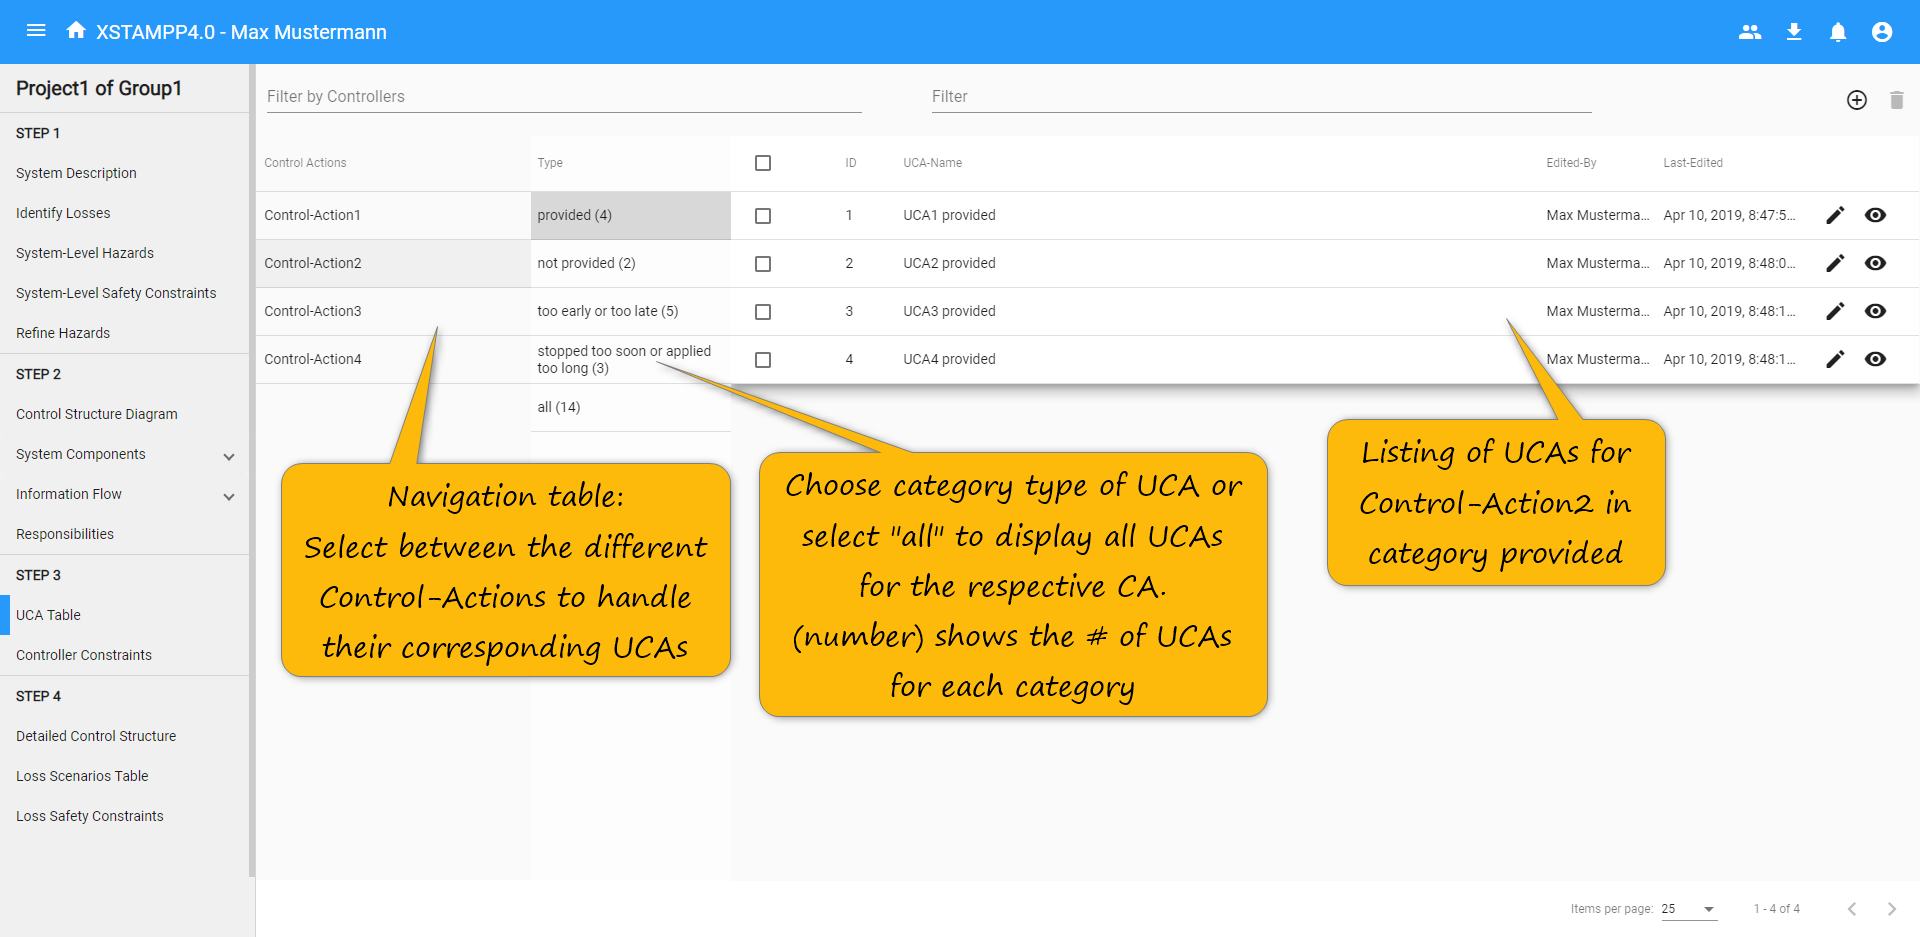 XSTAMPP4.0 - Max Mustermann
Project1 of Group1
STEP 1
System Description
Identify Losses
System-Level Hazards
System-Level Safety Constraints
Refine Hazards
STEP 2
Control Structure Diagram
System Components
Information Flow
Responsibilities
STEP 3
UCA Table
Controller Constraints
STEP 4
Detailed Control Structure
Loss Scenarios Table
Loss Safety Constraints
Filter by Controllers
Filter
Control Actions
Control-Action1
Control-Action2
Control-Action3
Control-Action4
Type
provided (4)
not provided (2)
too early or too late (5)
stopped too soon or applied
too long (3)
all (14)
ID UCA-Name Edited-By Last-Edited
1 UCA1 provided Max Musterma... Apr 10, 2019, 8:47:5...
2 UCA2 provided Max Musterma... Apr 10, 2019, 8:48:0...
3 UCA3 provided Max Musterma... Apr 10, 2019, 8:48:1...
4 UCA4 provided Max Musterma... Apr 10, 2019, 8:48:1...
Navigation table:
Select between the different
Control-Actions to handle
their corresponding UCAs
Choose category type of UCA or
select "all" to display all UCAs
for the respective CA.
(number) shows the # of UCAs
for each category
Listing of UCAs for
Control-Action2 in
category provided
Items per page: 25 1 - 4 of 4